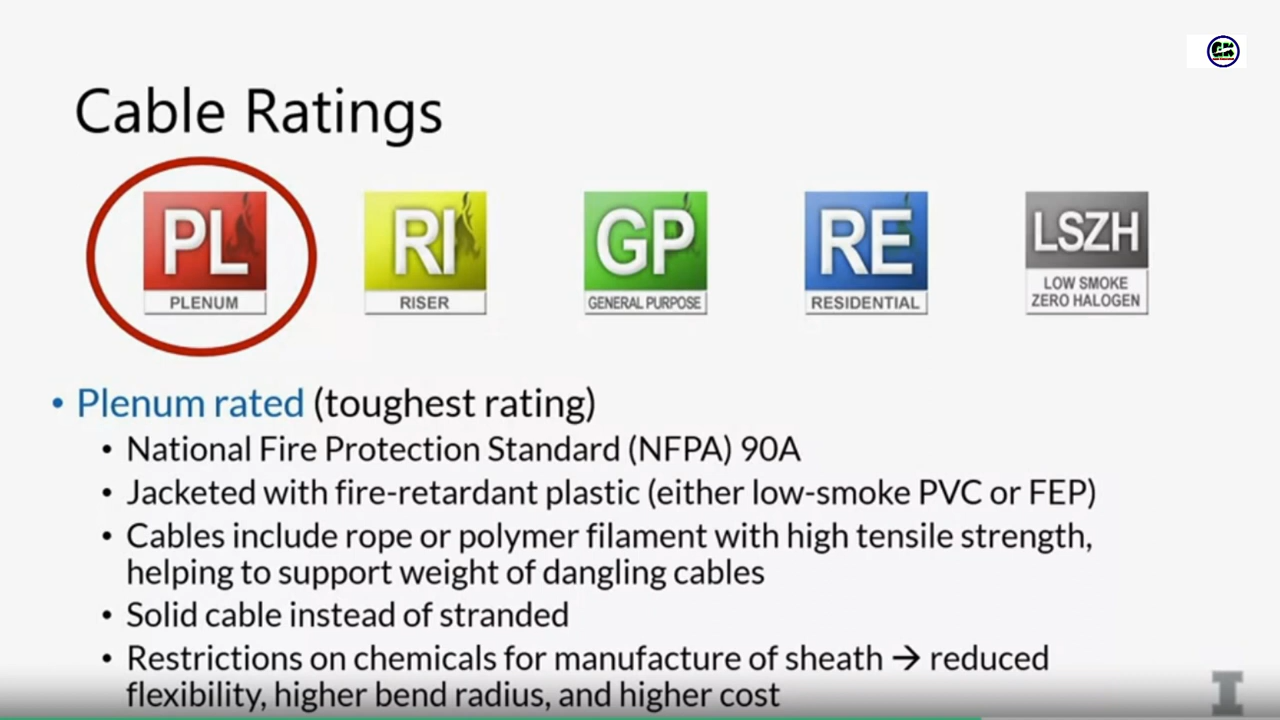 Cable Ratings
PL
PLENUM
RI
RISER
GP
GENERAL PURPOSE
RE
RESIDENTIAL
LSZH
LOW SMOKE
ZERO HALOGEN
• Plenum rated (toughest rating)
• National Fire Protection Standard (NFPA) 90A
• Jacketed with fire-retardant plastic (either low-smoke PVC or FEP)
• Cables include rope or polymer filament with high tensile strength,
helping to support weight of dangling cables
• Solid cable instead of stranded
• Restrictions on chemicals for manufacture of sheath → reduced
flexibility, higher bend radius, and higher cost
I